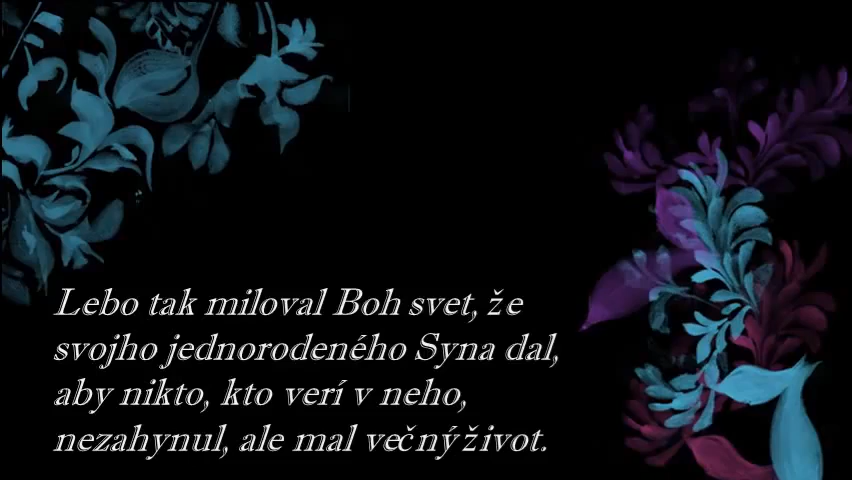 Lebo tak miloval Boh svet, že
svojho jednorodeného Syna dal,
aby nikto, kto verí v neho,
nezahynul, ale mal večný život.